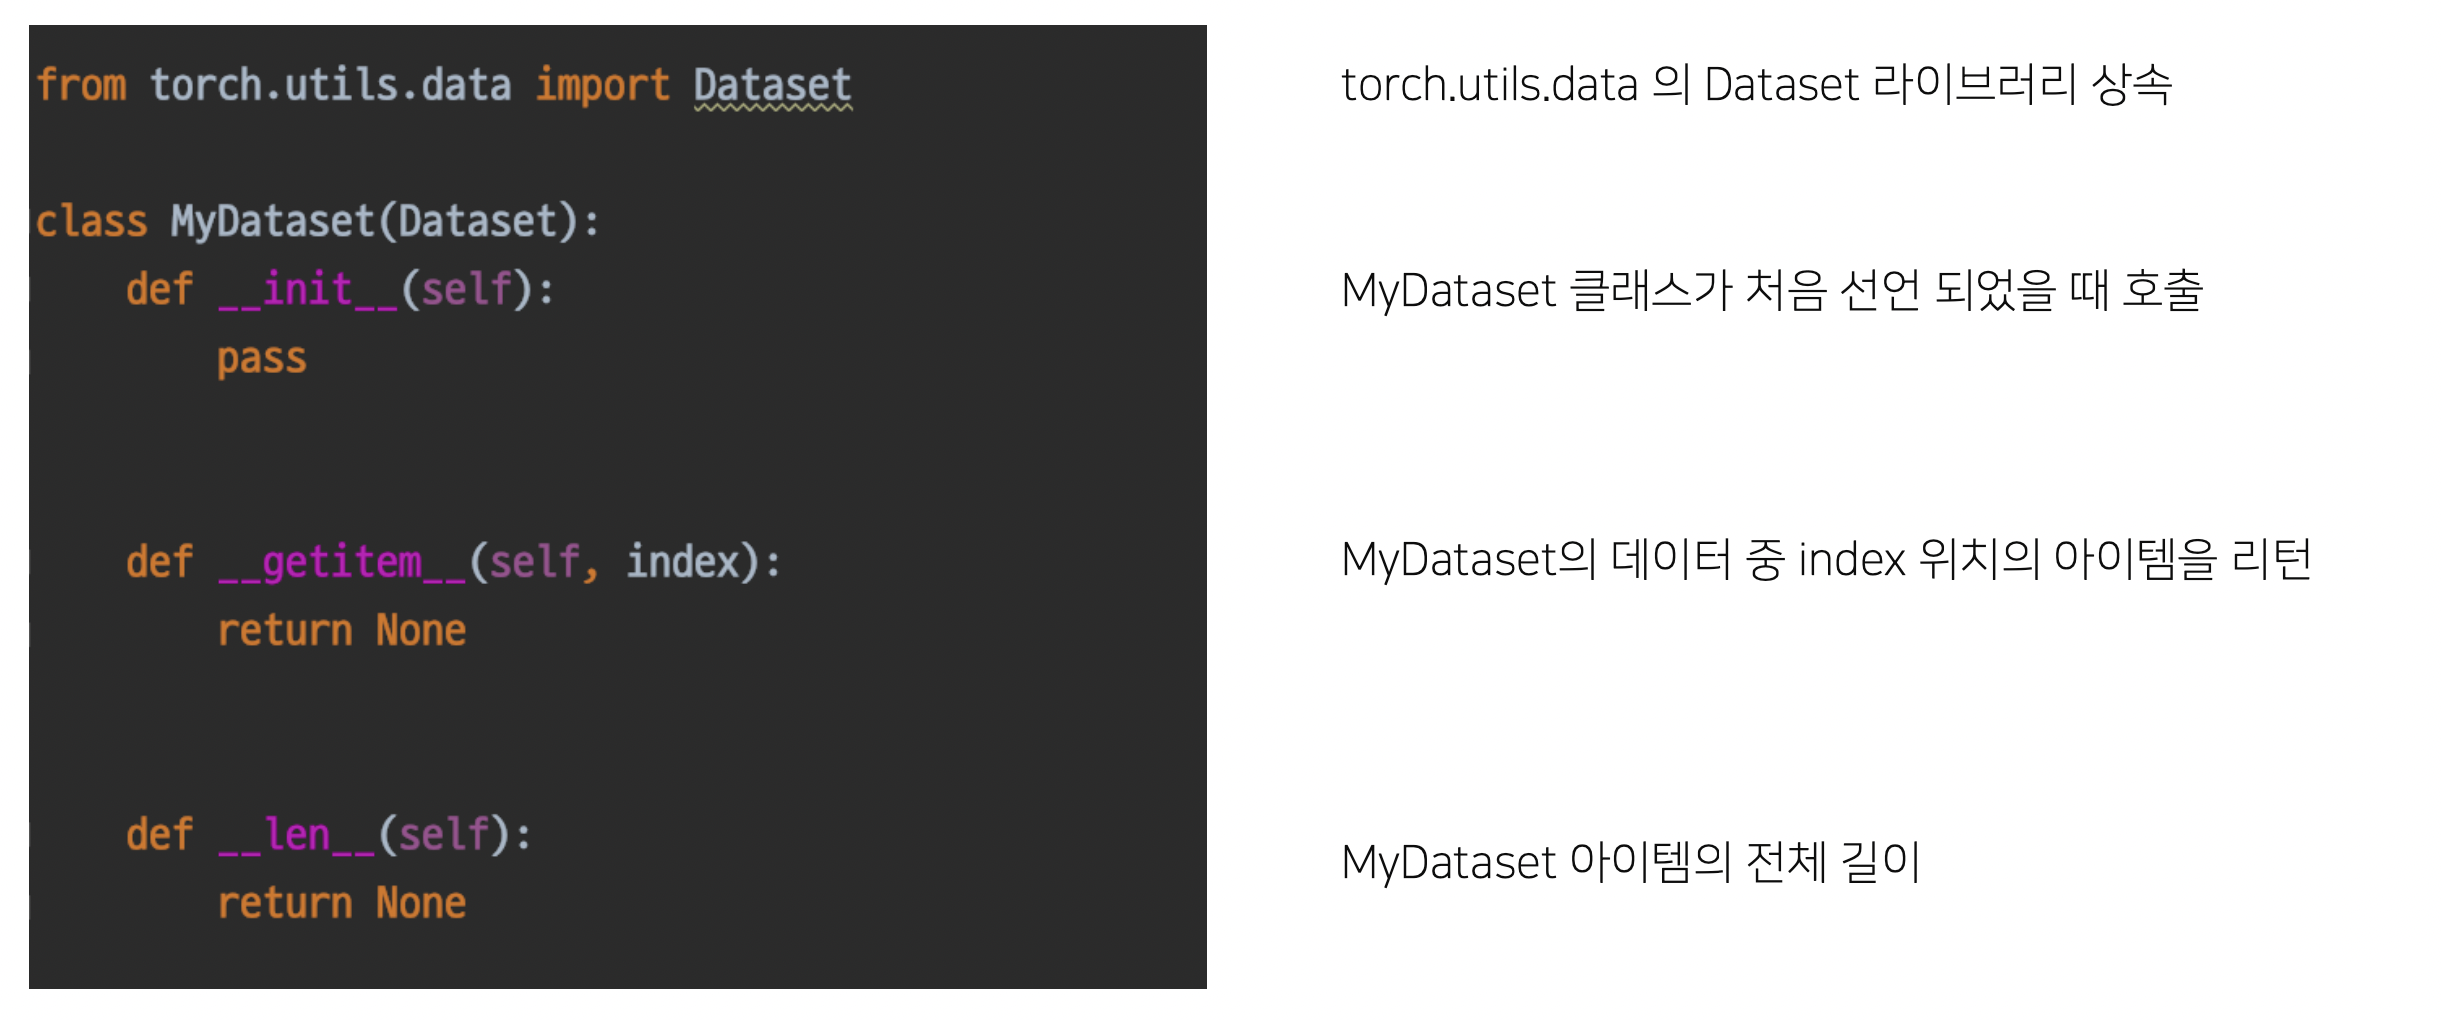 from torch.utils.data import Dataset
class MyDataset(Dataset):
def __init__(self):
pass
def __getitem__(self, index):
return None
def __len__(self):
return None
torch.utils.data 의 Dataset 라이브러리 상속
MyDataset 클래스가 처음 선언 되었을 때 호출
MyDataset의 데이터 중 index 위치의 아이템을 리턴
MyDataset 아이템의 전체 길이